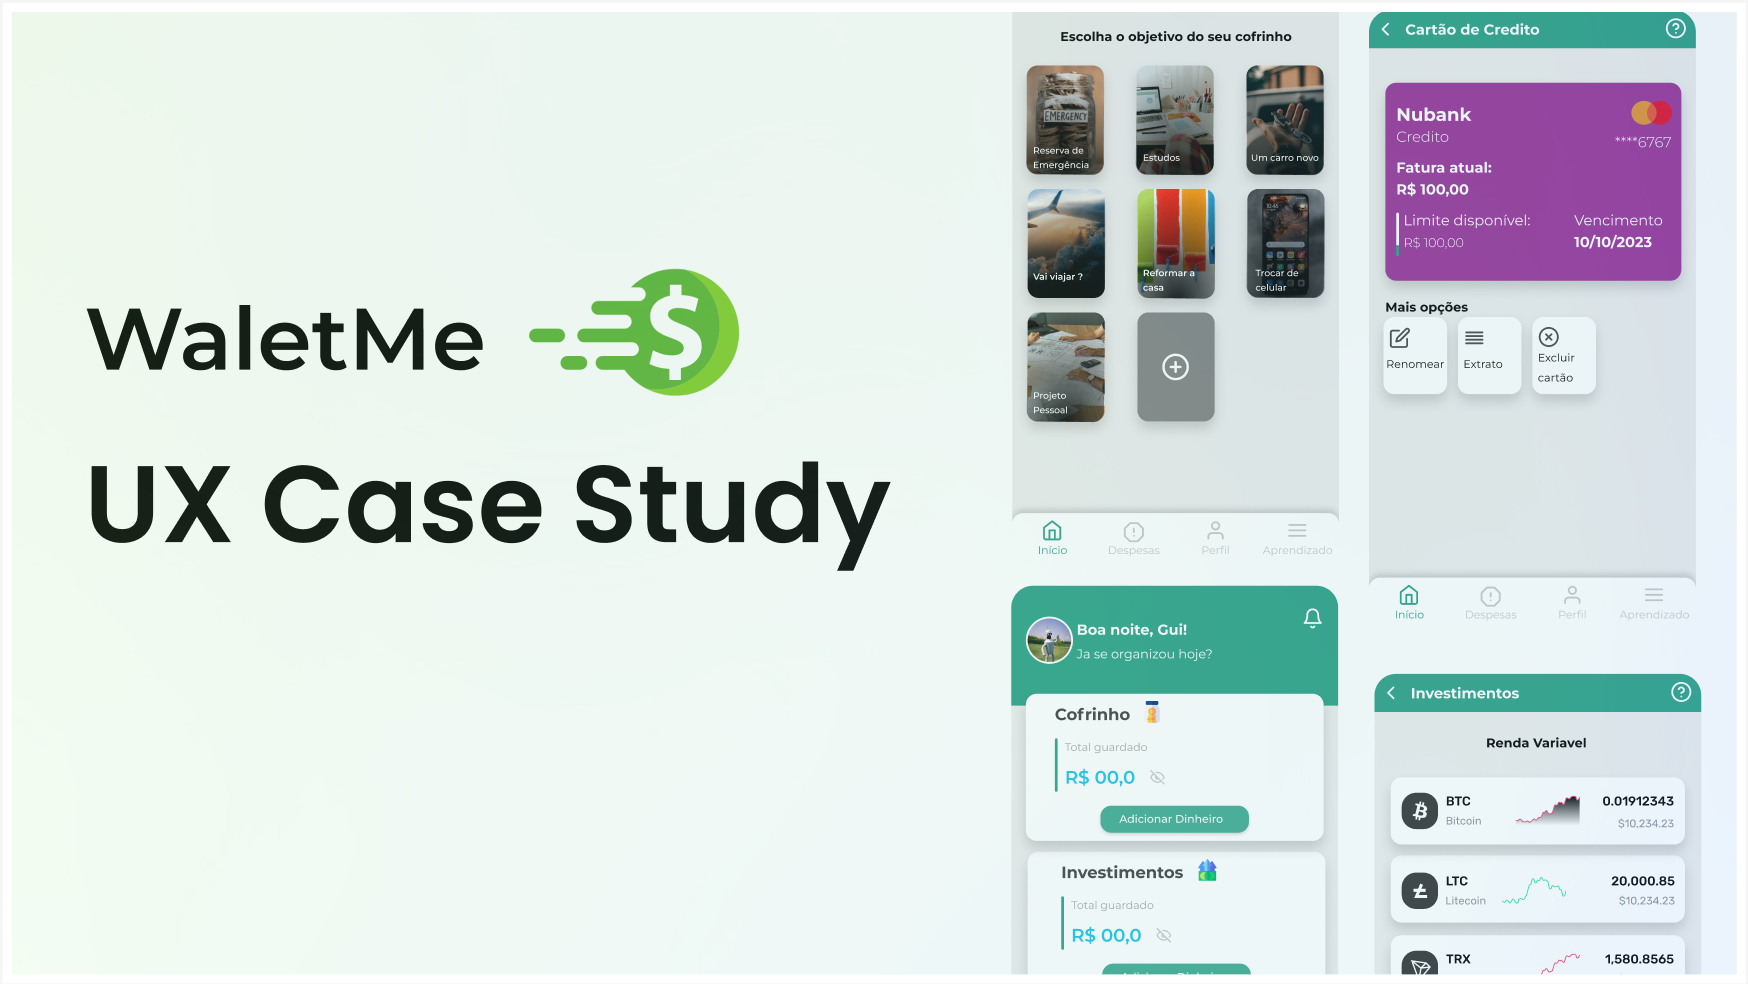 WaletMe
UX Case Study
Escolha o objetivo do seu cofrinho
EMERGENCY
Reserva de
Emergência
Estudos
Um carro novo
Vai viajar ?
Reformar a
casa
Trocar de
celular
Projeto
Pessoal
Início
Despesas
Perfil
Aprendizado
Boa noite, Gui!
Ja se organizou hoje?
Cofrinho
Total guardado
R$ 00,0
Adicionar Dinheiro
Investimentos
Total guardado
R$ 00,0
Cartão de Credito
Nubank
Credito
****6767
Fatura atual:
R$ 100,00
Limite disponível:
R$ 100,00
Vencimento
10/10/2023
Mais opções
Renomear
Extrato
Excluir
cartão
Início
Despesas
Perfil
Aprendizado
Investimentos
Renda Variavel
BTC
Bitcoin
0.01912343
$10,234.23
LTC
Litecoin
20,000.85
$10,234.23
TRX
1,580.8565